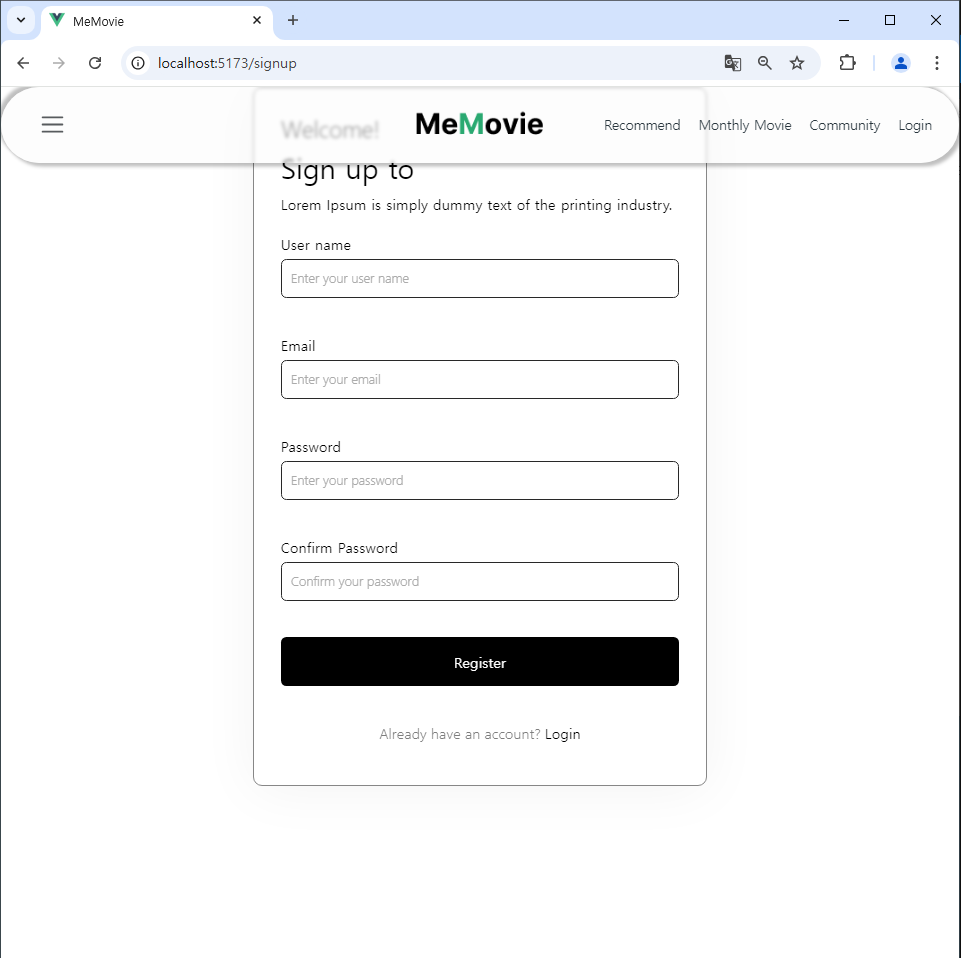 MeMovie
localhost:5173/signup
Welcome!
MeMovie
Recommend Monthly Movie Community Login
Sign up to
Lorem Ipsum is simply dummy text of the printing industry.
User name
Enter your user name
Email
Enter your email
Password
Enter your password
Confirm Password
Confirm your password
Register
Already have an account? Login